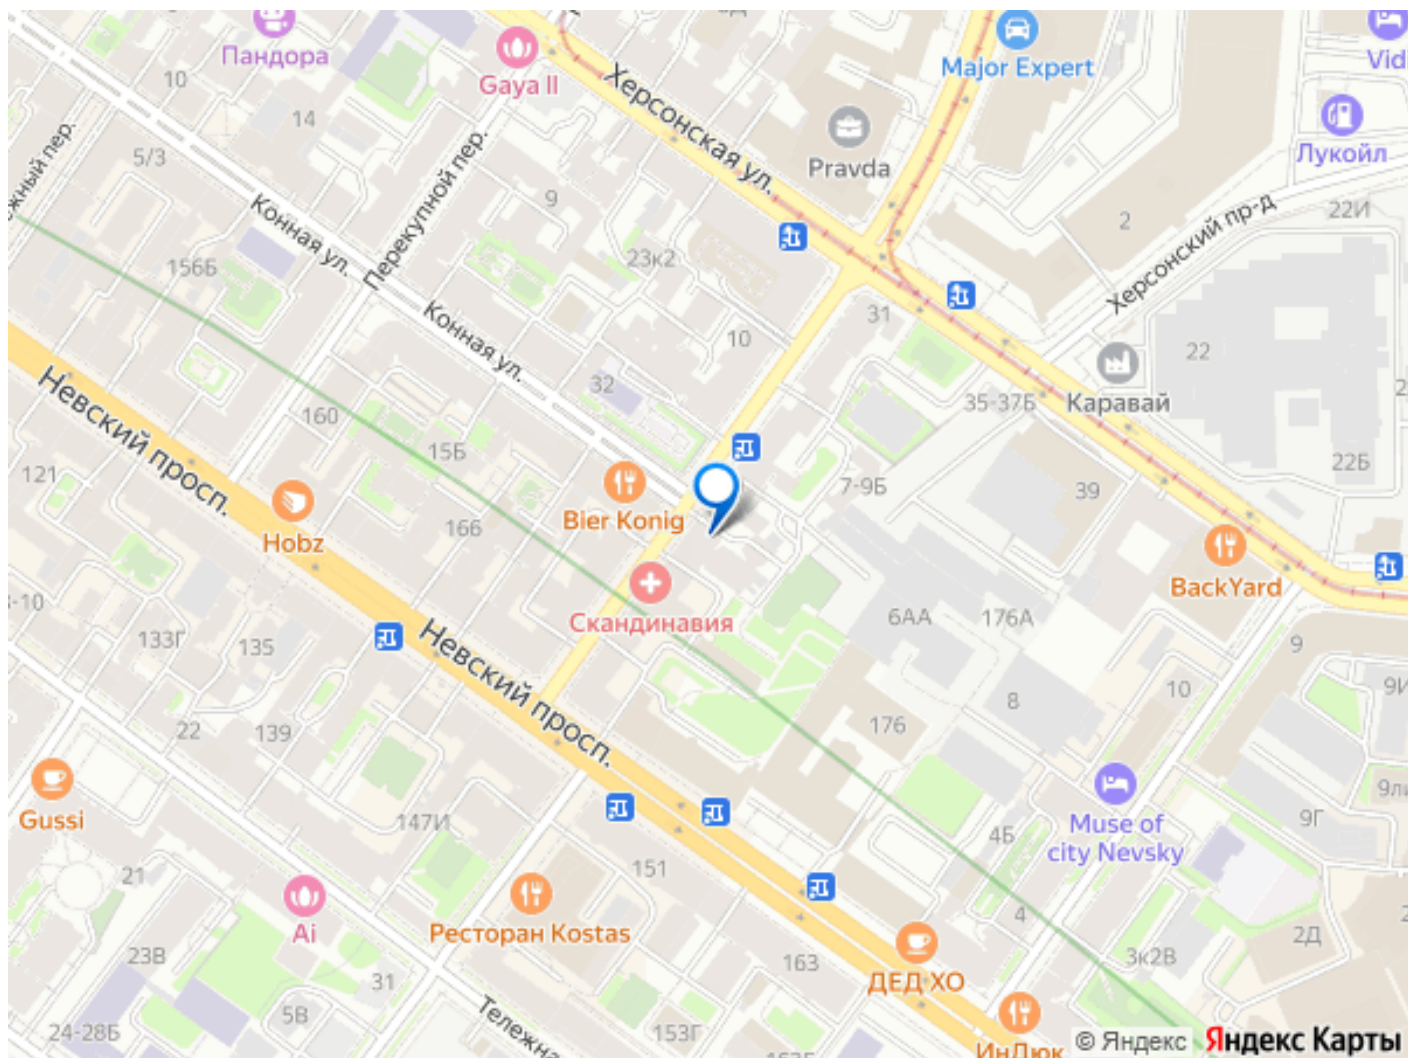 Пандора
Gaya II
Major Expert
Vid
10
14
5/3
Херсонская ул.
Pravda
Лукойл
Перекупной пер.
Конная ул.
9
2
22И
Херсонский пр-д
156Б
23к2
31
10
22
Конная ул.
32
35-37Б
Каравай
Невский просп.
160
15Б
121
7-9Б
22Б
39
Hobz
166
Bier Konig
BackYard
Скандинавия
6АА
176А
133Г
135
Невский просп.
9
10
9И
8
22
139
176
Gussi
147И
Muse of
city Nevsky
4Б
9Г
21
151
Ai
Ресторан Kostas
4
2Д
23В
163
3к2В
31
ДЕД ХО
24-28Б
5В
Тележна
153Г
ИнДюк
© Яндекс Яндекс Карты